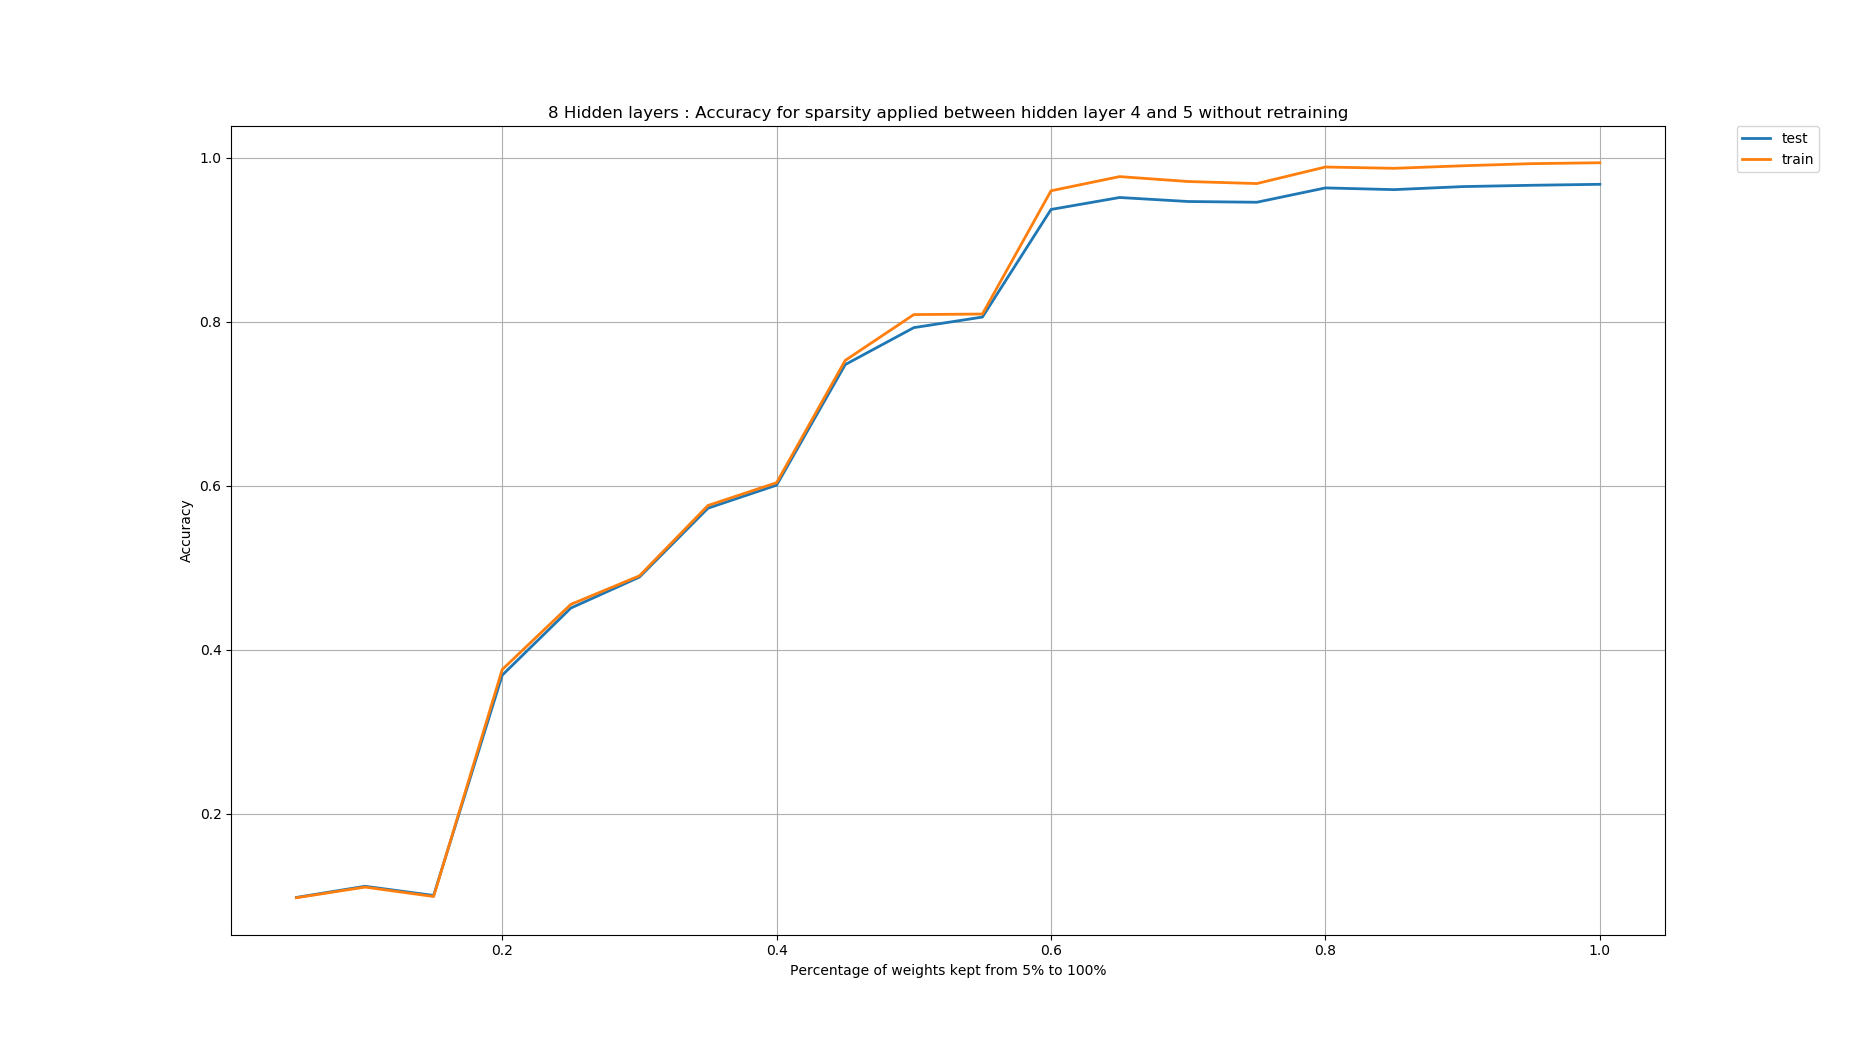 8 Hidden layers : Accuracy for sparsity applied between hidden layer 4 and 5 without retraining
test
train
1.0
0.8
0.6
0.4
0.2
Accuracy
0.2 0.4 0.6 0.8 1.0
Percentage of weights kept from 5% to 100%